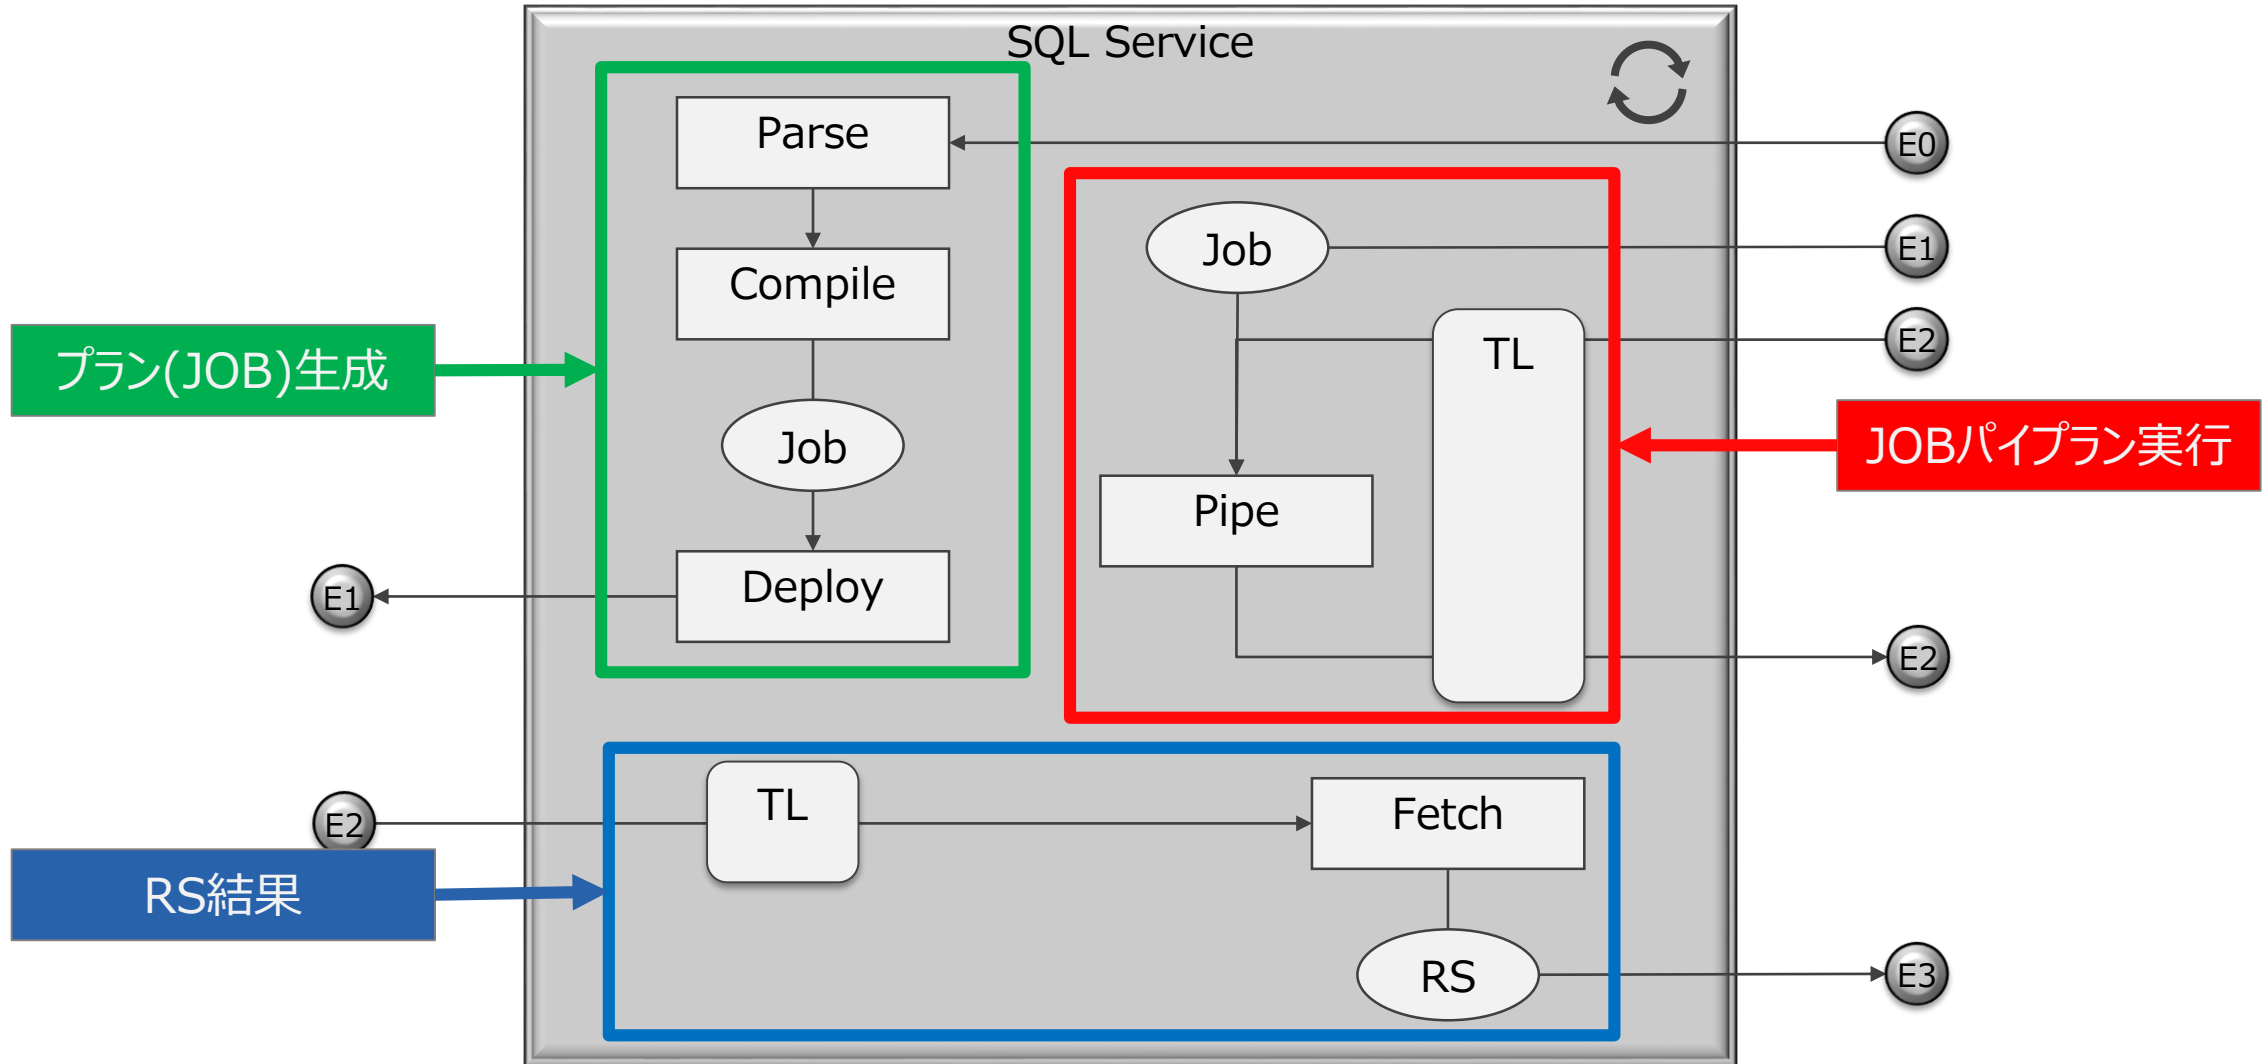 SQL Service
Parse
E0
Job
E1
Compile
TL
E2
プラン(JOB)生成
Job
JOBパイプラン実行
Pipe
Deploy
E1
E2
TL
Fetch
E2
RS結果
RS
E3